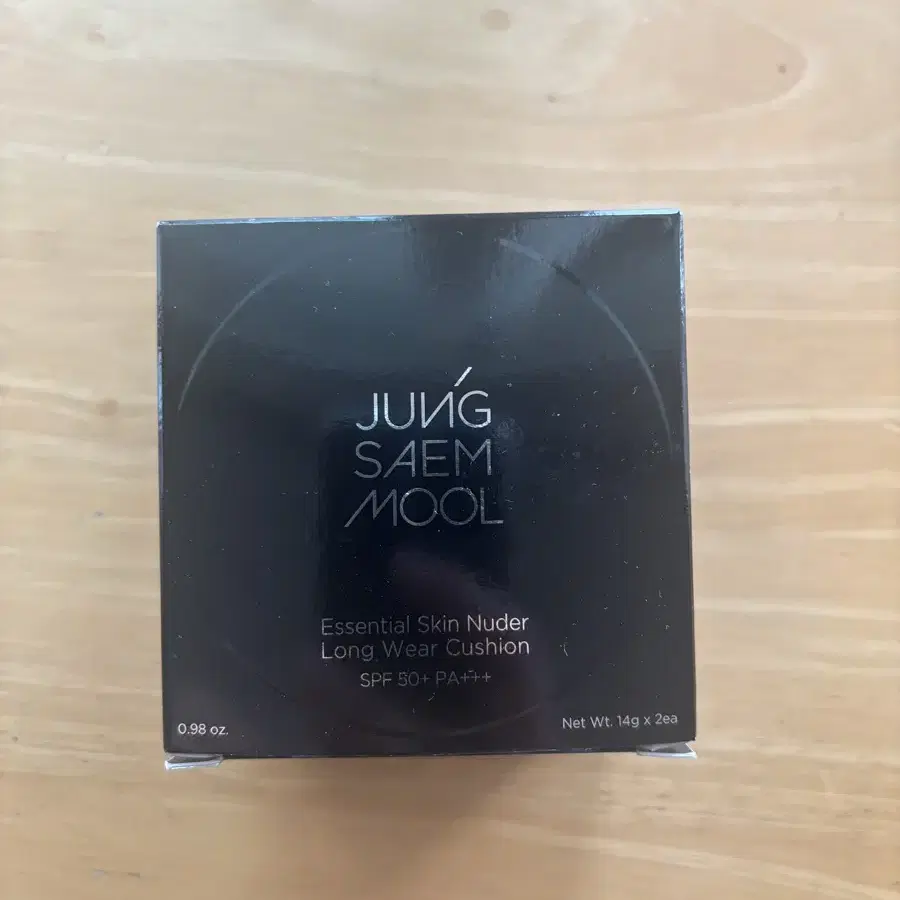 JUNG
SAEM
MOOL
Essential Skin Nuder
Long Wear Cushion
SPF 50+ PA+++
0.98 oz.
Net Wt. 14g x 2ea